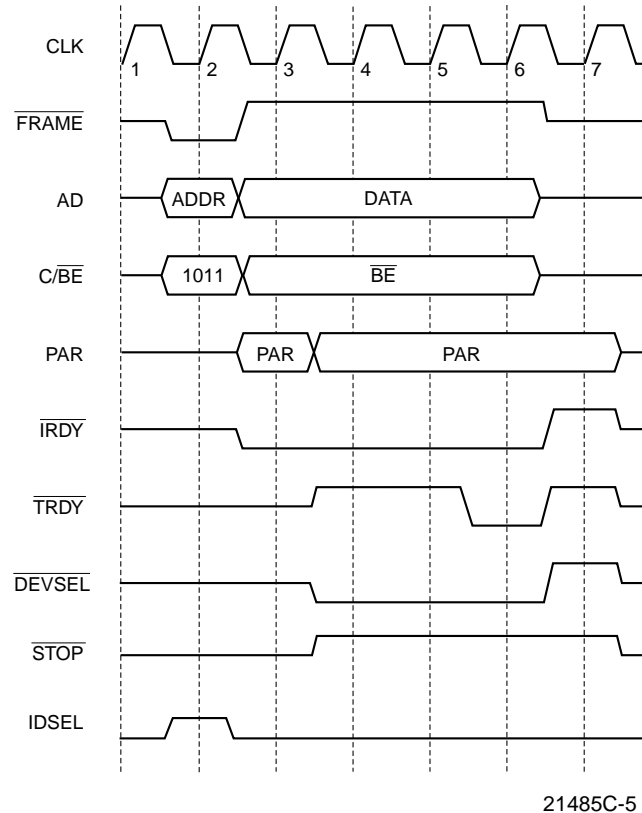 CLK
1 2 3 4 5 6 7
FRAME
AD ADDR DATA
C/BE 1011 BE
PAR PAR PAR
IRDY
TRDY
DEVSEL
STOP
IDSEL
21485C-5